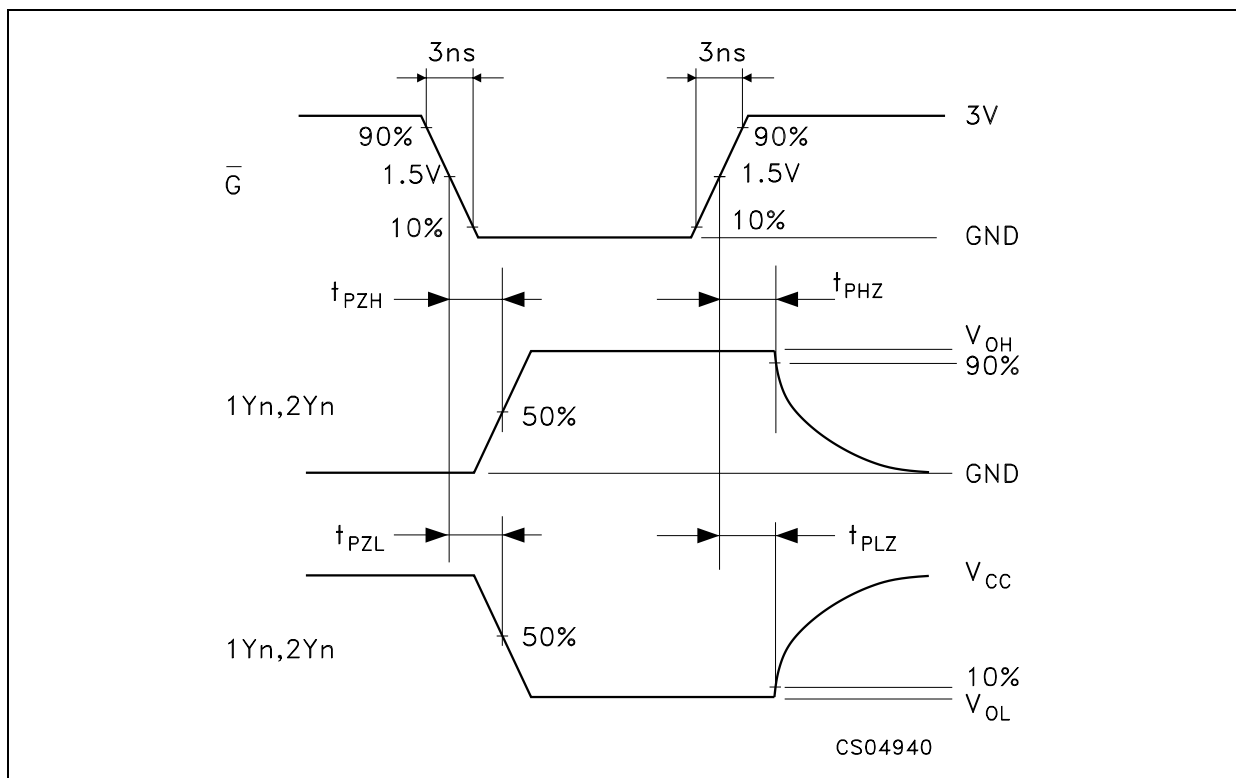 3ns 3ns
90% 90% 3V
1.5V 1.5V
G̅
10% 10%
GND
tPZH tPHZ
VOH
90%
1Yn,2Yn 50%
GND
tPZL tPLZ
VCC
1Yn,2Yn 50%
10%
VOL
CS04940